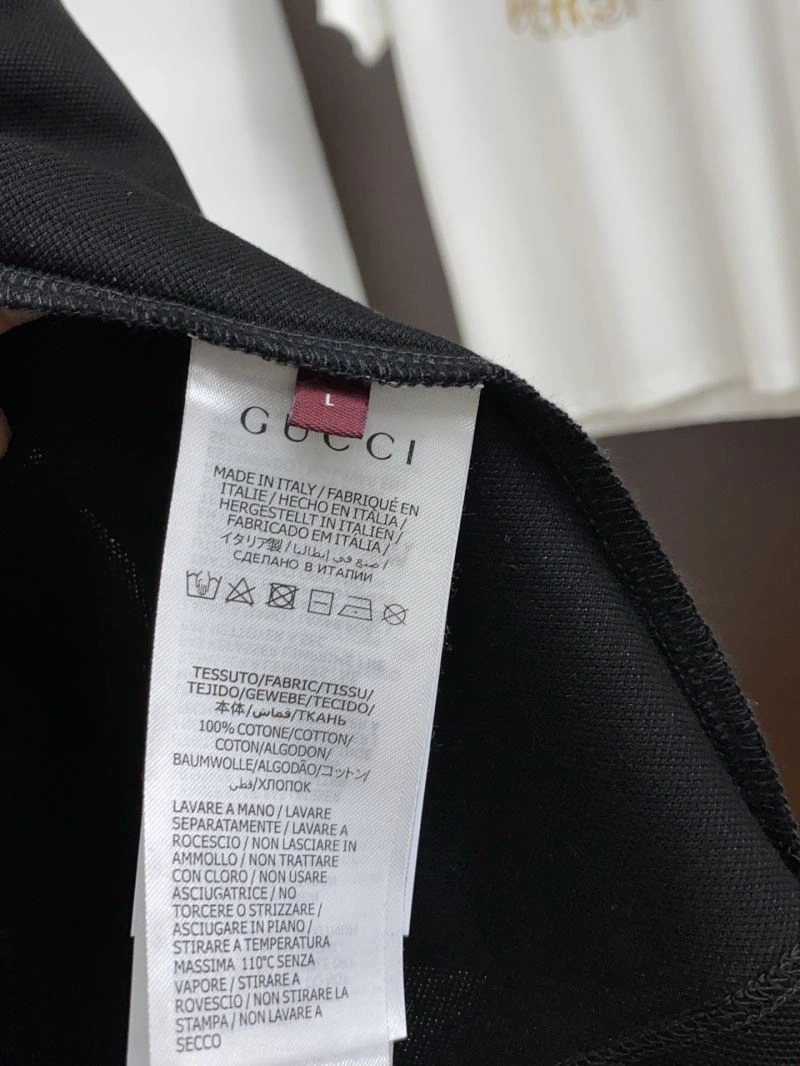 L
GUCCI
MADE IN ITALY / FABRIQUÉ EN
ITALIE / HECHO EN ITÀLIA /
HERGESTELLT IN ITALIEN /
FABRICADO EM ITALIA /
イタリア製 / صنع في إيطاليا /
СДЕЛАНО В ИТАЛИИ
TESSUTO/FABRIC/TISSU/
TEJIDO/GEWEBE/TECIDO/
本体/قماش/ТКАНЬ
100% COTONE/COTTON/
COTON/ALGODON/
BAUMWOLLE/ALGODÃO/コットン/
قطن/ХЛОПОК
LAVARE A MANO / LAVARE
SEPARATAMENTE / LAVARE A
ROCESCIO / NON LASCIARE IN
AMMOLLO / NON TRATTARE
CON CLORO / NON USARE
ASCIUGATRICE / NO
TORCERE O STRIZZARE /
ASCIUGARE IN PIANO /
STIRARE A TEMPERATURA
MASSIMA 110°C SENZA
VAPORE / STIRARE A
ROVESCIO / NON STIRARE LA
STAMPA / NON LAVARE A
SECCO